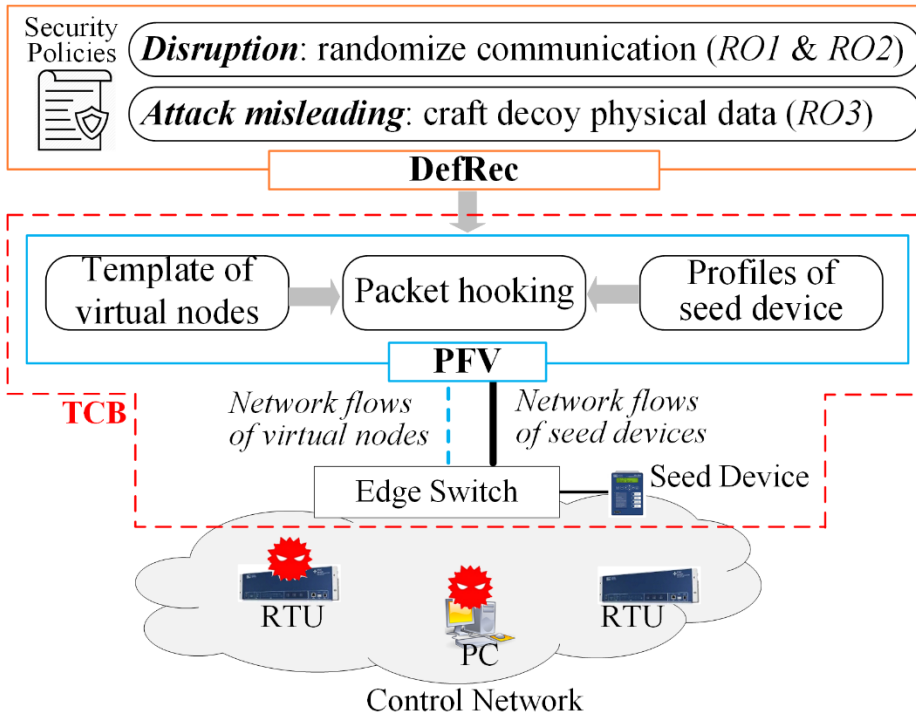 Security
Policies
Disruption: randomize communication (RO1 & RO2)
Attack misleading: craft decoy physical data (RO3)
DefRec
Template of
virtual nodes
Packet hooking
Profiles of
seed device
PFV
TCB
Network flows
of virtual nodes
Network flows
of seed devices
Edge Switch
Seed Device
RTU
PC
RTU
Control Network